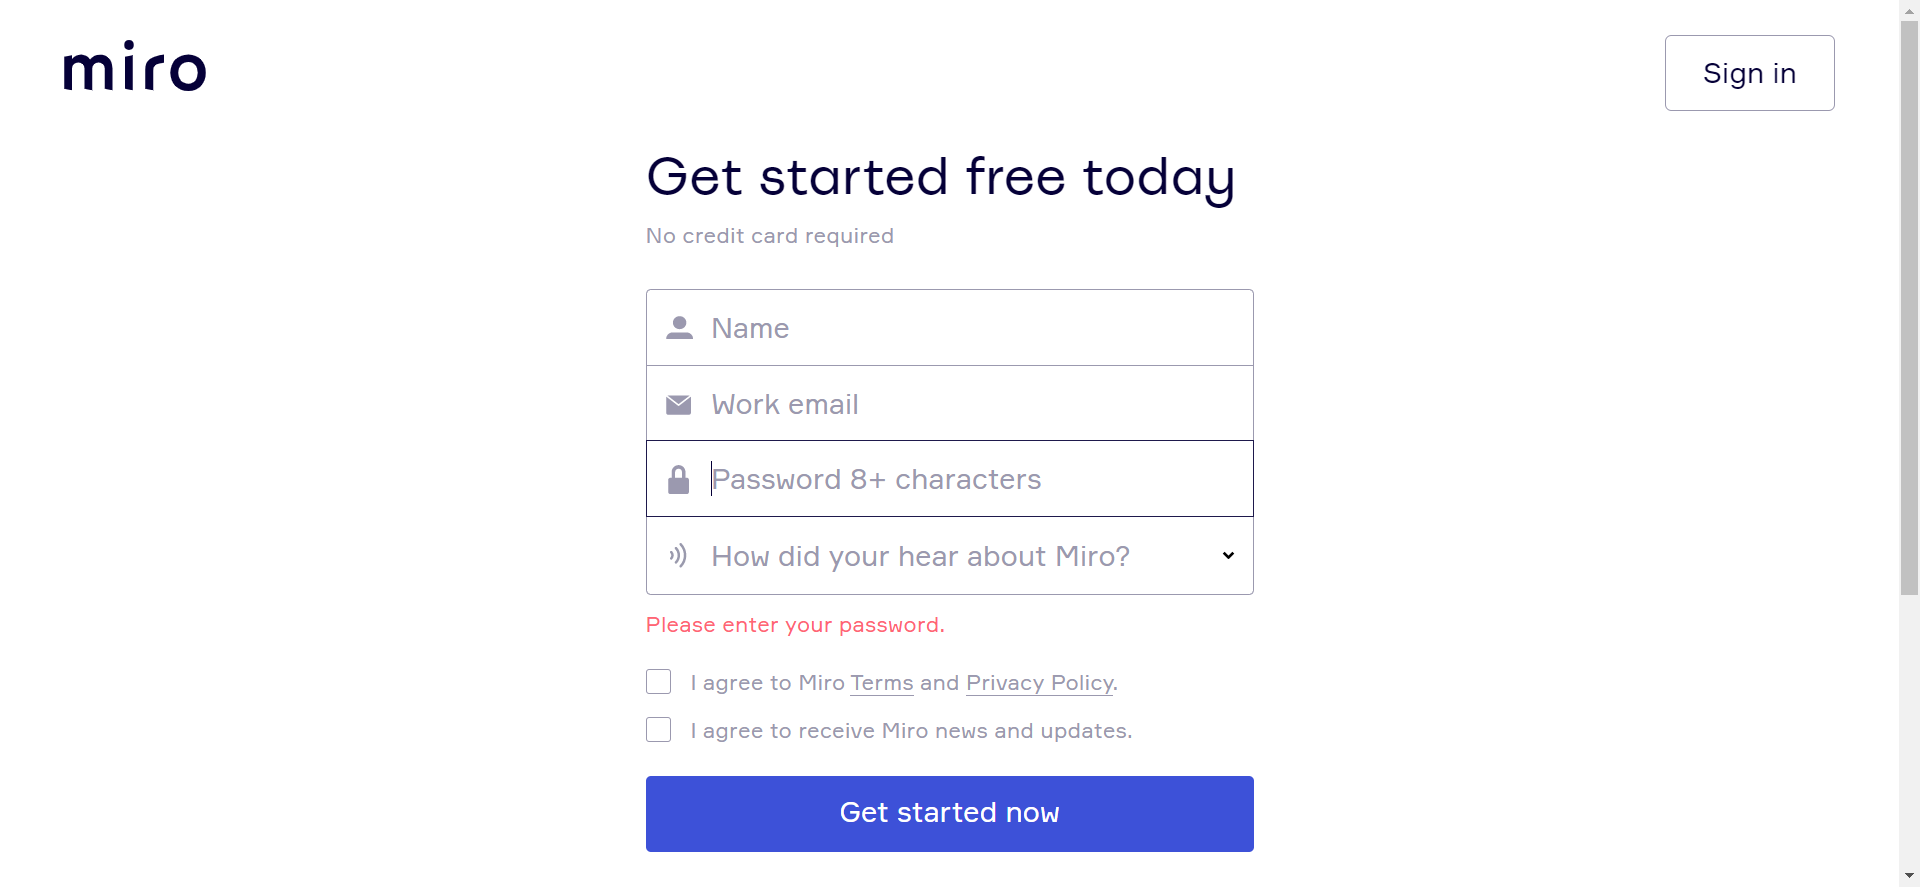 miro
Sign in
Get started free today
No credit card required
Name
Work email
Password 8+ characters
How did your hear about Miro?
Please enter your password.
I agree to Miro Terms and Privacy Policy.
I agree to receive Miro news and updates.
Get started now